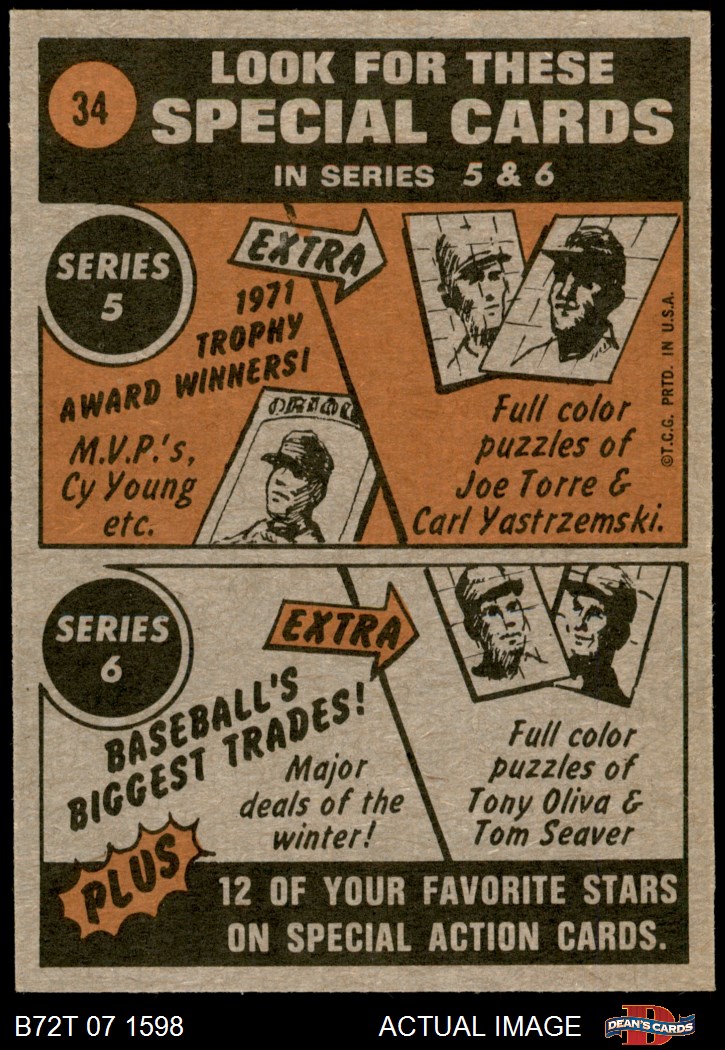 34
LOOK FOR THESE
SPECIAL CARDS
IN SERIES 5 & 6
SERIES
5
EXTRA
1971
TROPHY
AWARD WINNERS!
M.V.P.'s,
Cy Young
etc.
Full color
puzzles of
Joe Torre &
Carl Yastrzemski.
©T.C.G. PRTD. IN U.S.A.
SERIES
6
EXTRA
BASEBALL'S
BIGGEST TRADES!
Major
deals of the
winter!
Full color
puzzles of
Tony Oliva &
Tom Seaver
PLUS
12 OF YOUR FAVORITE STARS
ON SPECIAL ACTION CARDS.
B72T 07 1598
ACTUAL IMAGE
D
DEAN'S CARDS